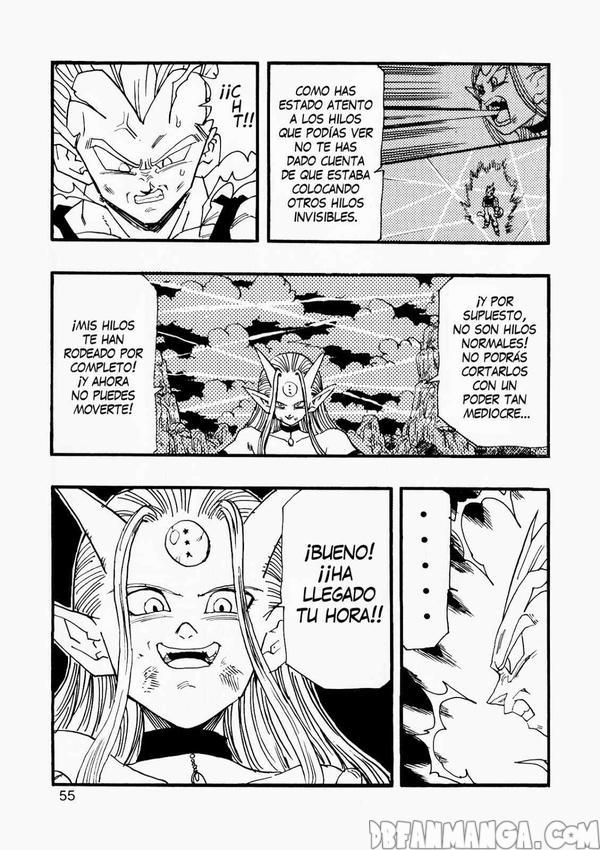 COMO HAS
ESTADO ATENTO
A LOS HILOS
QUE PODÍAS VER
NO TE HAS
DADO CUENTA
DE QUE ESTABA
COLOCANDO
OTROS HILOS
INVISIBLES.
¡¡CHT!!
¡Y POR
SUPUESTO,
NO SON HILOS
NORMALES!
NO PODRÁS
CORTARLOS
CON UN
PODER TAN
MEDIOCRE...
¡MIS HILOS
TE HAN
RODEADO POR
COMPLETO!
¡Y AHORA
NO PUEDES
MOVERTE!
.....
¡BUENO!
¡¡HA
LLEGADO
TU HORA!!
55
DBFANMANGA.COM